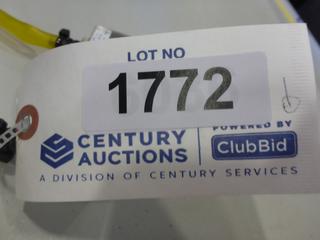 LOT NO
1772
CENTURY
AUCTIONS
POWERED BY
ClubBid
A DIVISION OF CENTURY SERVICES